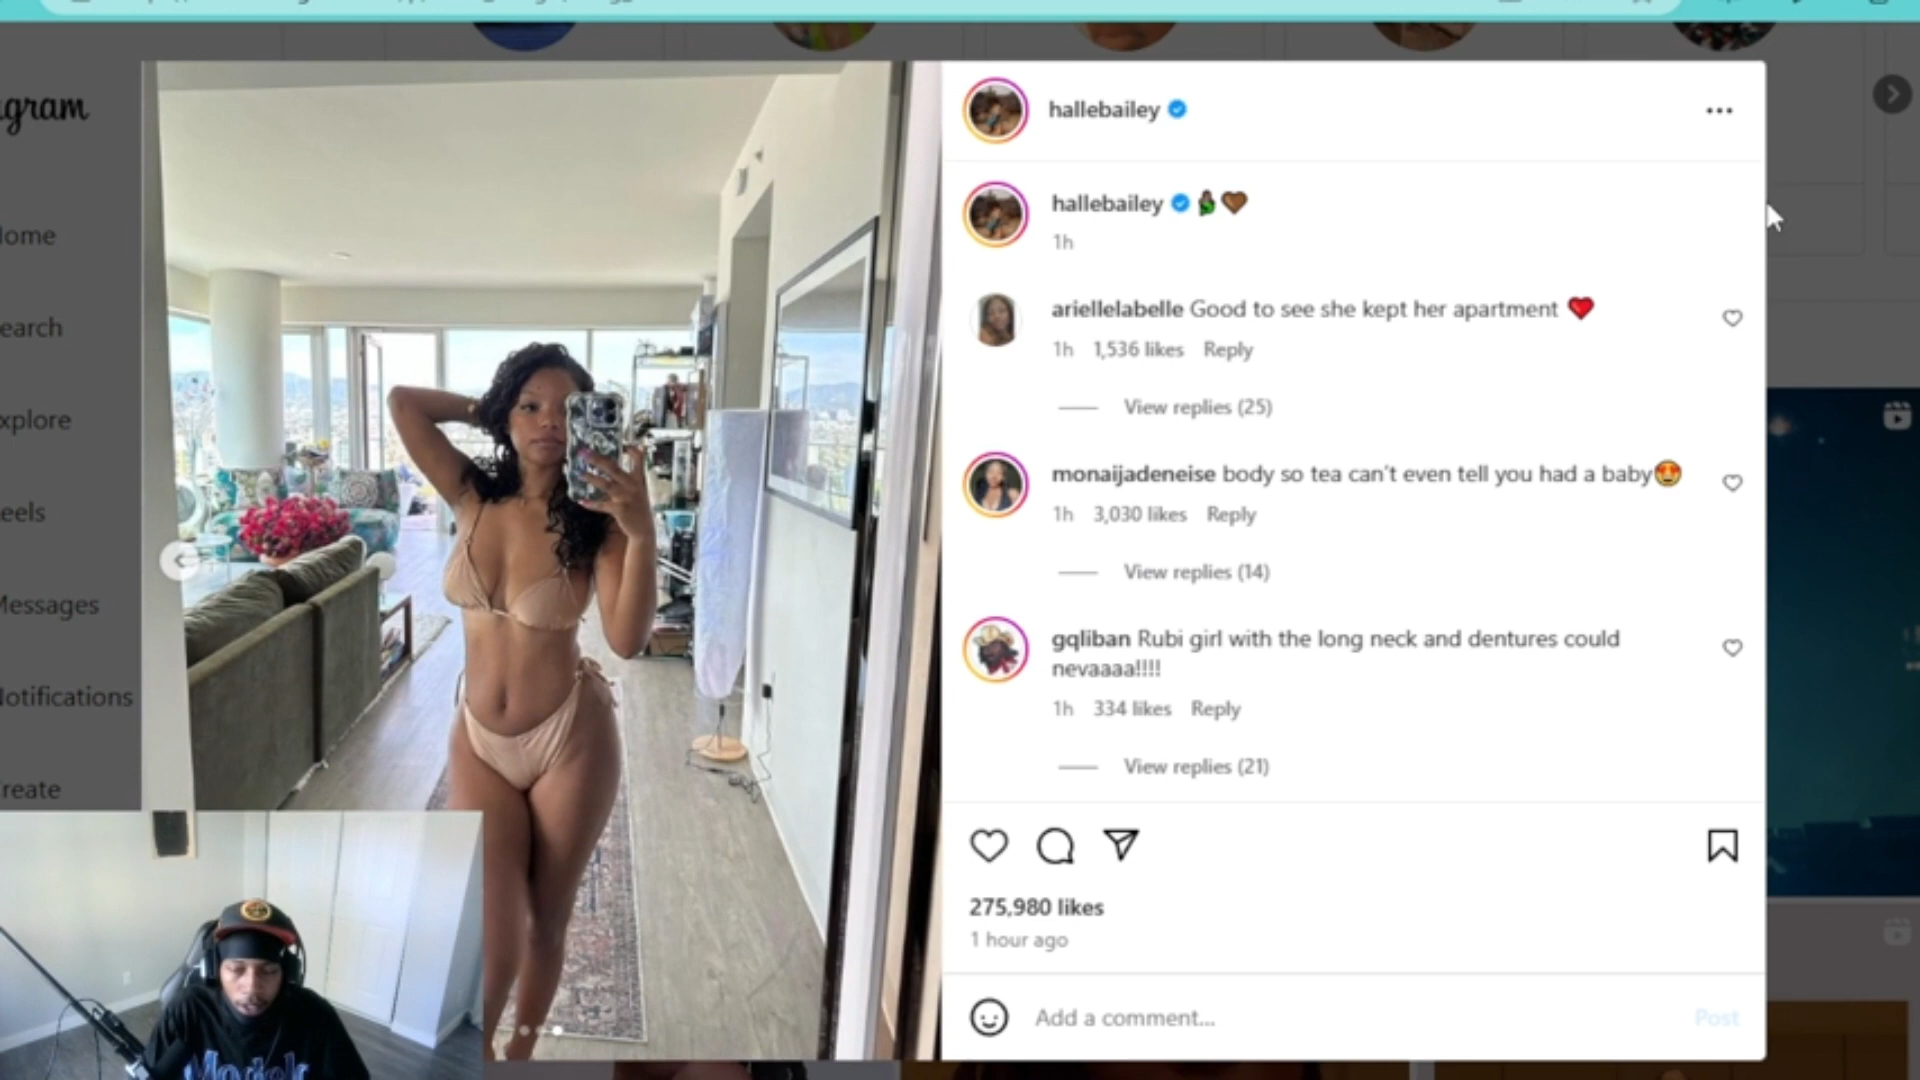 gram
hallebailey
ome
hallebailey
1h
earch
ariellelabelle Good to see she kept her apartment ❤️
1h 1,536 likes Reply
View replies (25)
xplore
monaijadeneise body so tea can't even tell you had a baby😍
1h 3,030 likes Reply
eels
View replies (14)
Messages
gqliban Rubi girl with the long neck and dentures could
nevaaaa!!!!
Notifications
1h 334 likes Reply
View replies (21)
reate
275,980 likes
1 hour ago
Add a comment... Post